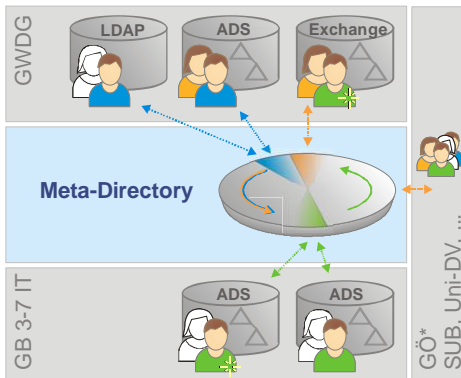 GWDG
LDAP
ADS
Exchange
Meta-Directory
GB 3-7 IT
ADS
ADS
GÖ*
SUB, Uni-DV, ...